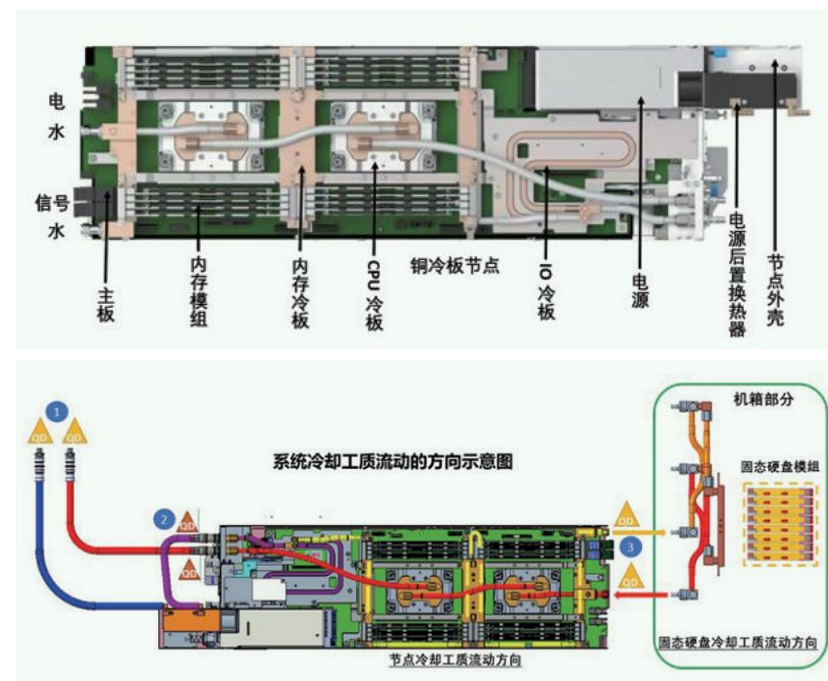 电
水
信号
水
主板
内存模组
内存冷板
CPU 冷板
铜冷板节点
IO 冷板
电源
电源后置换热器
节点外壳
1
QD
QD
系统冷却工质流动的方向示意图
机箱部分
固态硬盘模组
2
QD
QD
QD
3
QD
节点冷却工质流动方向
固态硬盘冷却工质流动方向